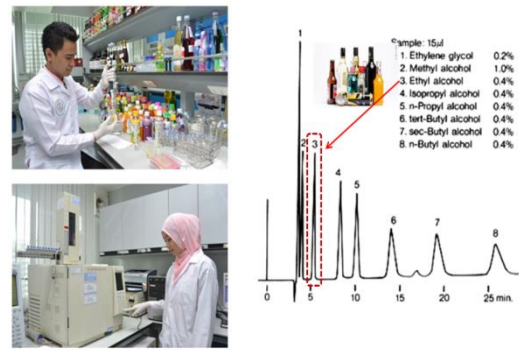 1
Sample: 15μl
1. Ethylene glycol 0.2%
2. Methyl alcohol 1.0%
3. Ethyl alcohol 0.4%
4. Isopropyl alcohol 0.4%
5. n-Propyl alcohol 0.4%
6. tert-Butyl alcohol 0.4%
7. sec-Butyl alcohol 0.4%
8. n-Butyl alcohol 0.4%
2
3
4
5
6
7
8
0 5 10 15 20 25 min.